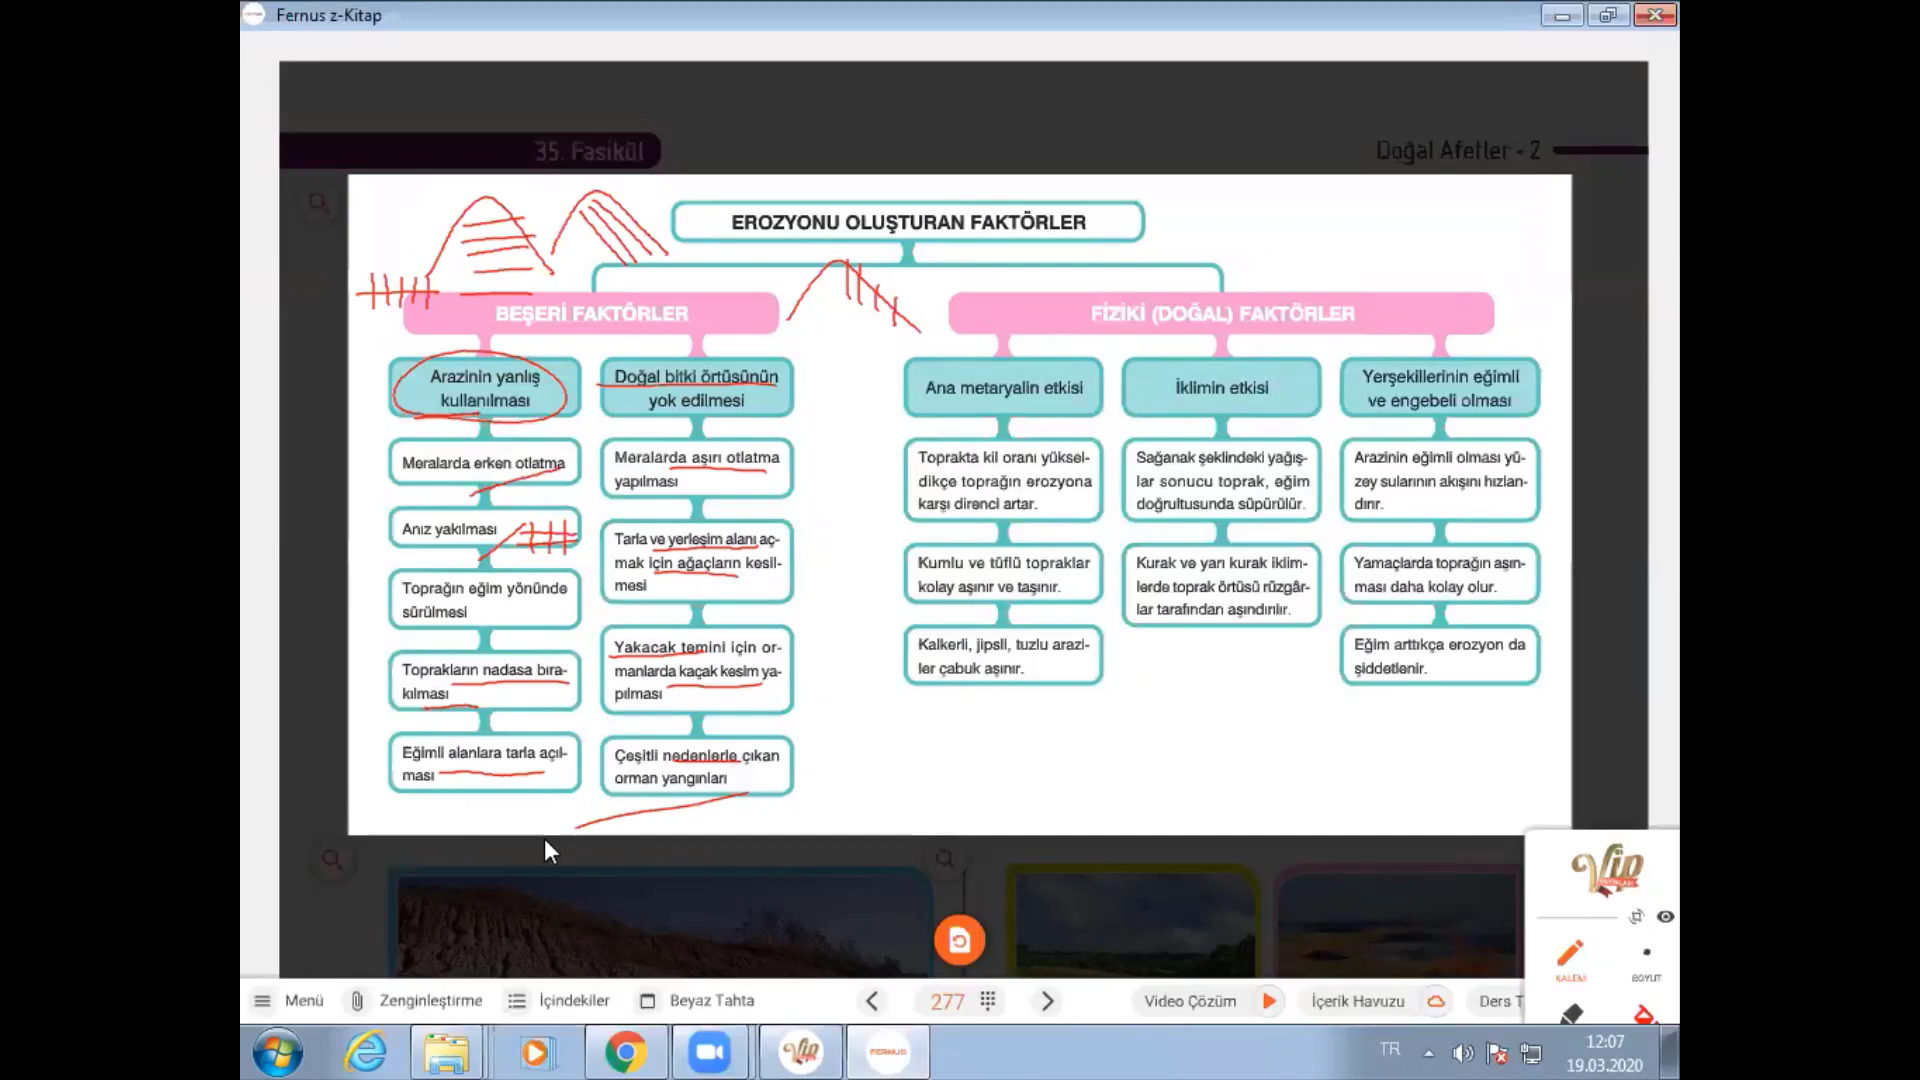 Fernus z-Kitap
35. Fasikül
Doğal Afetler - 2
EROZYONU OLUŞTURAN FAKTÖRLER
BEŞERİ FAKTÖRLER
Arazinin yanlış
kullanılması
Meralarda erken otlatma
Anız yakılması
Toprağın eğim yönünde
sürülmesi
Toprakların nadasa bıra-
kılması
Eğimli alanlara tarla açıl-
ması
Doğal bitki örtüsünün
yok edilmesi
Meralarda aşırı otlatma
yapılması
Tarla ve yerleşim alanı aç-
mak için ağaçların kesil-
mesi
Yakacak temini için or-
manlarda kaçak kesim ya-
pılması
Çeşitli nedenlerle çıkan
orman yangınları
FİZİKİ (DOĞAL) FAKTÖRLER
Ana metaryalin etkisi
Toprakta kil oranı yüksel-
dikçe toprağın erozyona
karşı direnci artar.
Kumlu ve tüflü topraklar
kolay aşınır ve taşınır.
Kalkerli, jipsli, tuzlu arazi-
ler çabuk aşınır.
İklimin etkisi
Sağanak şeklindeki yağış-
lar sonucu toprak, eğim
doğrultusunda süpürülür.
Kurak ve yarı kurak iklim-
lerde toprak örtüsü rüzgâr-
lar tarafından aşındırılır.
Yerşekillerinin eğimli
ve engebeli olması
Arazinin eğimli olması yü-
zey sularının akışını hızlan-
dırır.
Yamaçlarda toprağın aşın-
ması daha kolay olur.
Eğim arttıkça erozyon da
şiddetlenir.
Vip
YAYINLARI
KALEM
BOYUT
Menü
Zenginleştirme
İçindekiler
Beyaz Tahta
277
Video Çözüm
İçerik Havuzu
Ders T
Vip
FERNUS
TR
12:07
19.03.2020